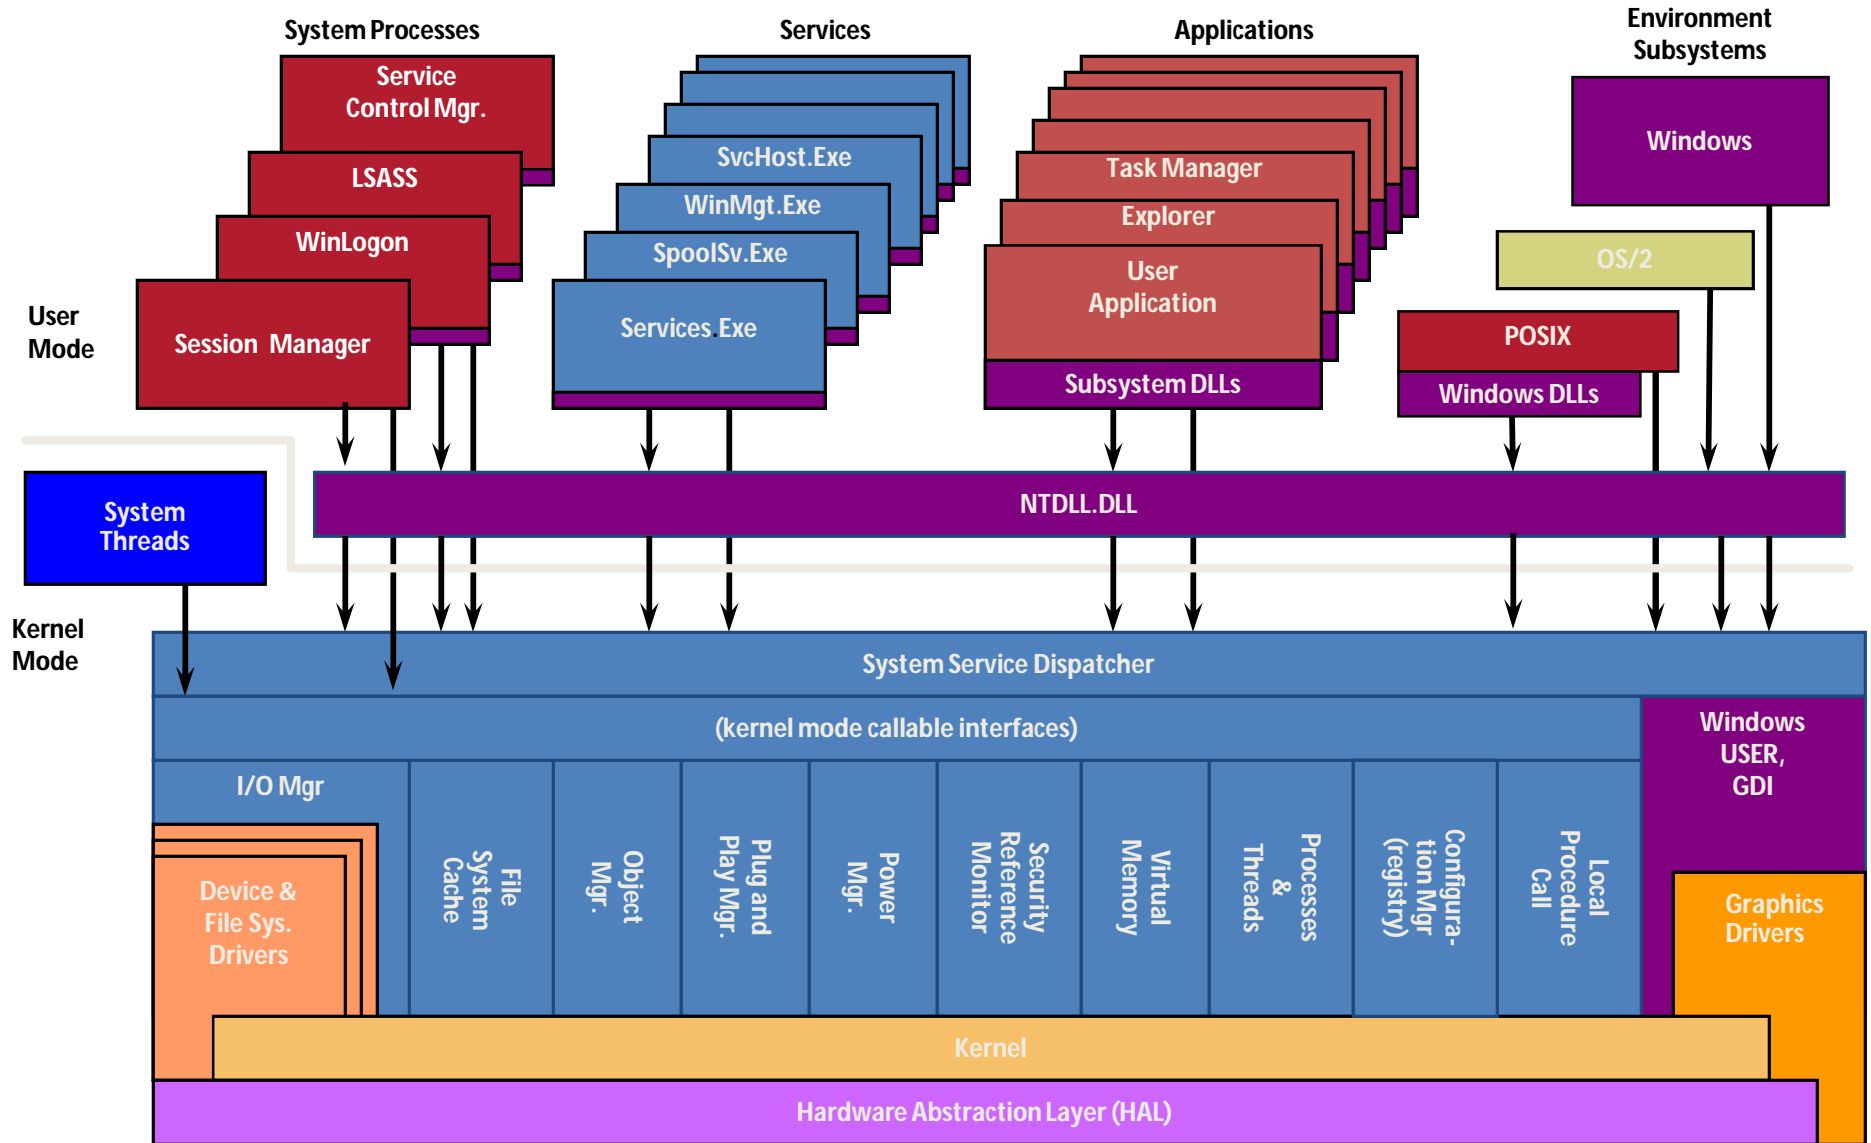 System Processes
Services
Applications
Environment
Subsystems
Service
Control Mgr.
LSASS
WinLogon
Session Manager
SvcHost.Exe
WinMgt.Exe
SpoolSv.Exe
Services.Exe
Task Manager
Explorer
User
Application
Subsystem DLLs
Windows
OS/2
POSIX
Windows DLLs
User
Mode
System
Threads
NTDLL.DLL
Kernel
Mode
System Service Dispatcher
(kernel mode callable interfaces)
Windows
USER,
GDI
I/O Mgr
Device &
File Sys.
Drivers
File
System
Cache
Object
Mgr.
Plug and
Play Mgr.
Power
Mgr.
Security
Reference
Monitor
Virtual
Memory
Processes
&
Threads
Configura-
tion Mgr
(registry)
Local
Procedure
Call
Graphics
Drivers
Kernel
Hardware Abstraction Layer (HAL)